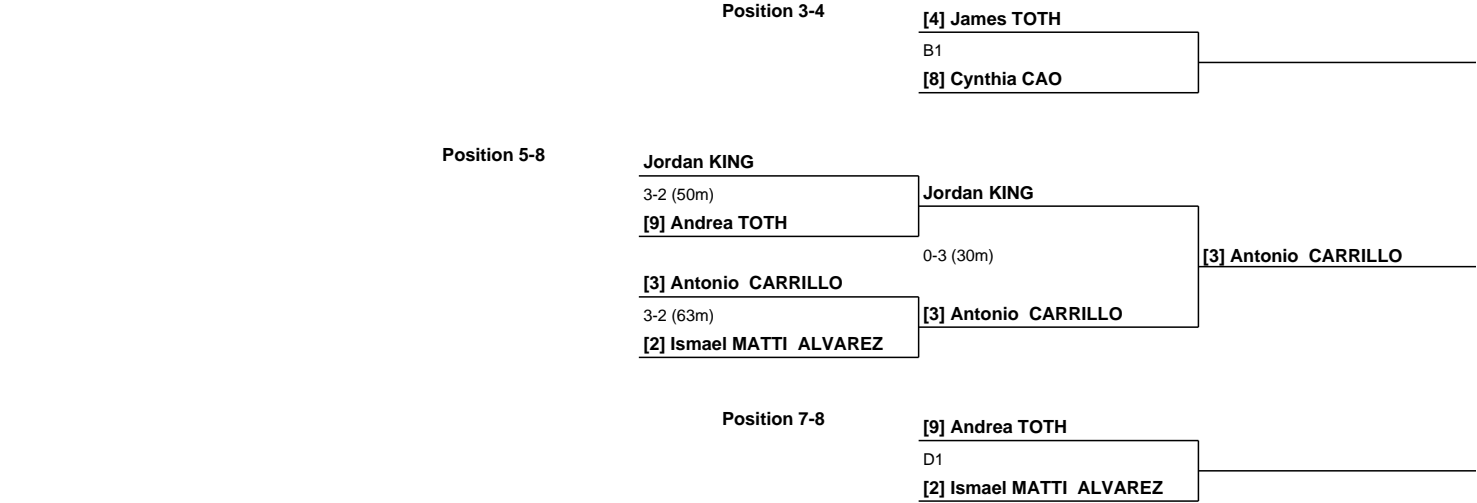 Position 3-4
[4] James TOTH
B1
[8] Cynthia CAO
Position 5-8
Jordan KING
3-2 (50m)
[9] Andrea TOTH
Jordan KING
0-3 (30m)
[3] Antonio CARRILLO
[3] Antonio CARRILLO
3-2 (63m)
[2] Ismael MATTI ALVAREZ
[3] Antonio CARRILLO
Position 7-8
[9] Andrea TOTH
D1
[2] Ismael MATTI ALVAREZ